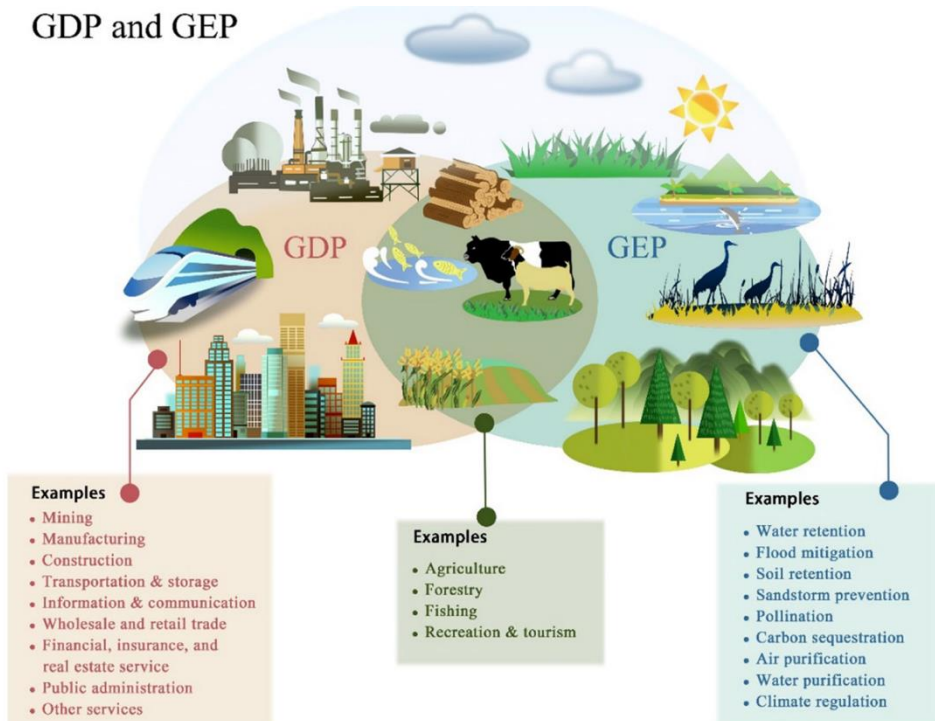 GDP and GEP
GDP
GEP
Examples
• Mining
• Manufacturing
• Construction
• Transportation & storage
• Information & communication
• Wholesale and retail trade
• Financial, insurance, and
real estate service
• Public administration
• Other services
Examples
• Agriculture
• Forestry
• Fishing
• Recreation & tourism
Examples
• Water retention
• Flood mitigation
• Soil retention
• Sandstorm prevention
• Pollination
• Carbon sequestration
• Air purification
• Water purification
• Climate regulation